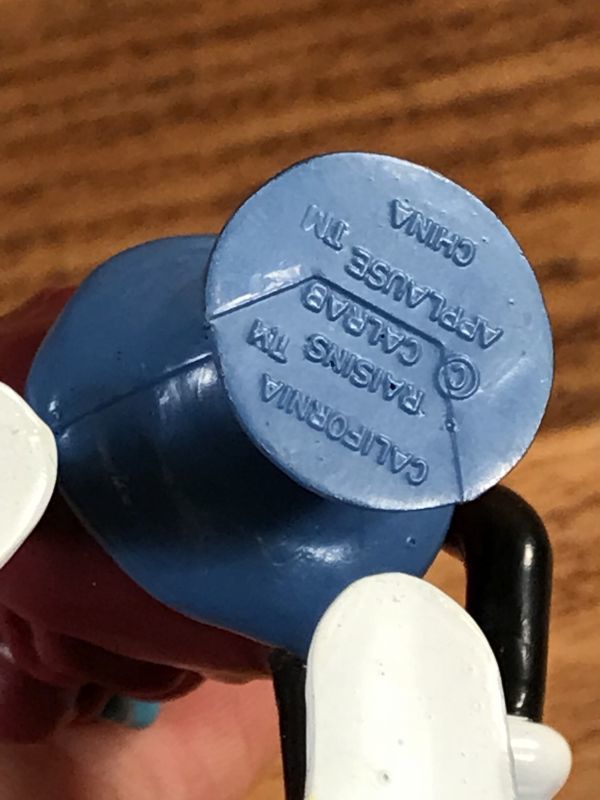 CALIFORNIA
RAISINS TM
© CALRAB
APPLAUSE TM
CHINA